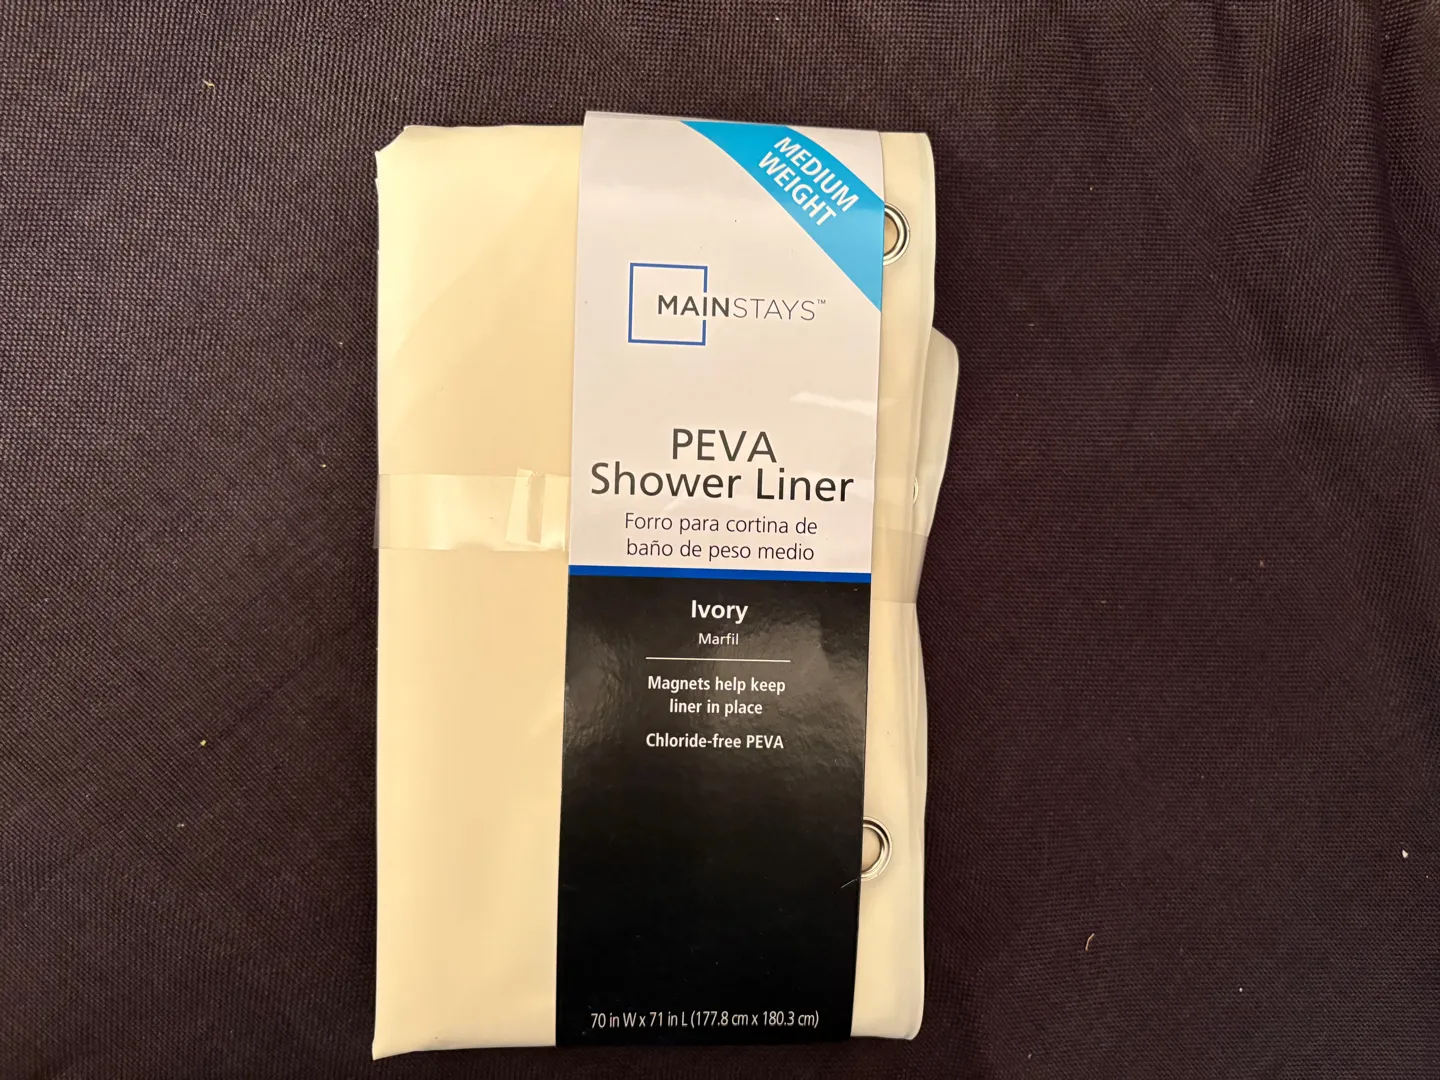 MEDIUM
WEIGHT
MAINSTAYS™
PEVA
Shower Liner
Forro para cortina de
baño de peso medio
Ivory
Marfil
Magnets help keep
liner in place
Chloride-free PEVA
70 in W x 71 in L (177.8 cm x 180.3 cm)